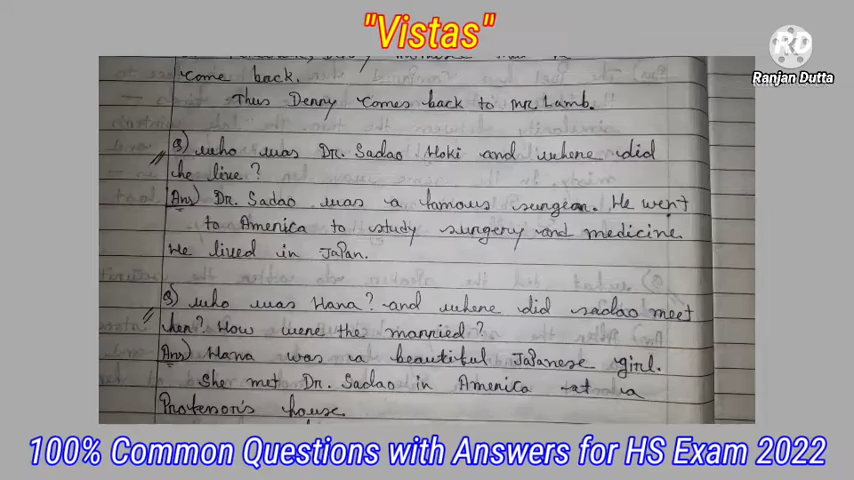 "Vistas"
RD
Ranjan Dutta
come back.
Thus Denny comes back to Mr. Lamb.
Q) who was DR. Sadao Hoki and where did
he live?
Ans) DR. Sadao was a famous surgeon. He went
to America to study surgery and medicine.
He lived in Japan.
Q) who was Hana? and where did sadao meet
her? How were the married?
Ans) Hana was a beautiful Japanese girl.
She met Dr. Sadao in America at a
Professor's house.
100% Common Questions with Answers for HS Exam 2022